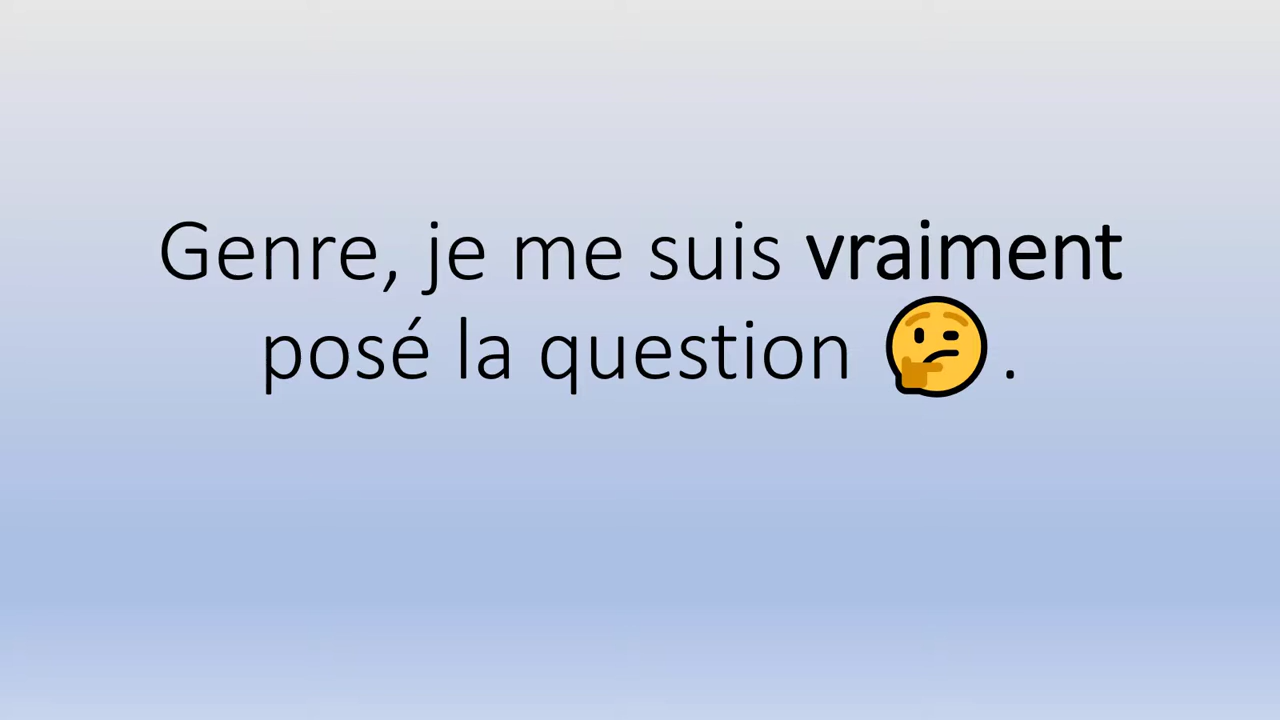 Genre, je me suis vraiment
posé la question 🤔.